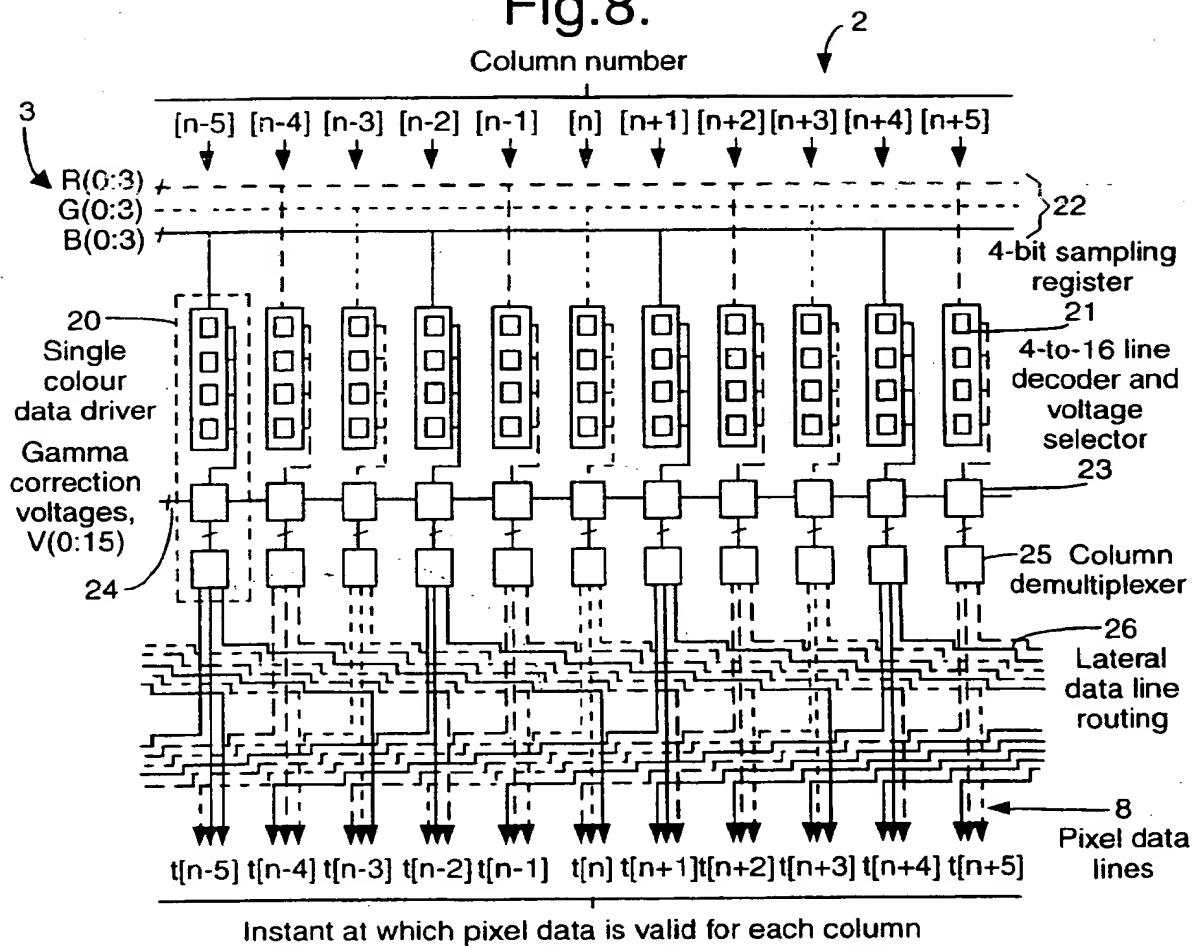 Fig.8.
2
Column number
3
[n-5] [n-4] [n-3] [n-2] [n-1] [n] [n+1] [n+2] [n+3] [n+4] [n+5]
R(0:3)
G(0:3)
B(0:3)
22
4-bit sampling
register
21
20
Single
colour
data driver
4-to-16 line
decoder and
voltage
selector
23
Gamma
correction
voltages,
V(0:15)
24
25 Column
demultiplexer
26
Lateral
data line
routing
8
Pixel data
lines
t[n-5] t[n-4] t[n-3] t[n-2] t[n-1] t[n] t[n+1] t[n+2] t[n+3] t[n+4] t[n+5]
Instant at which pixel data is valid for each column